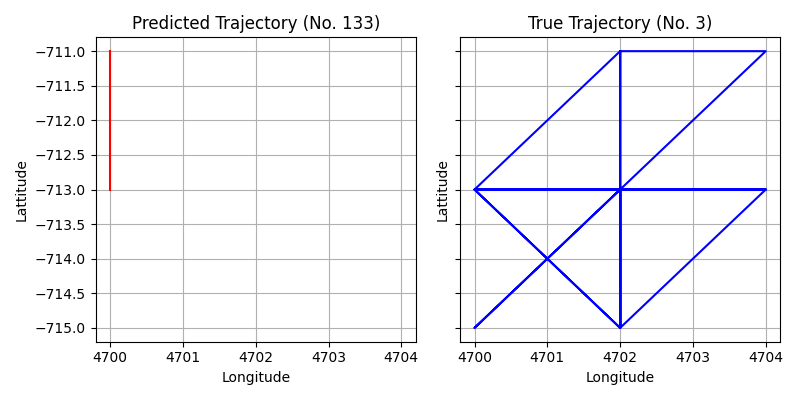 Predicted Trajectory (No. 133)
True Trajectory (No. 3)
Lattitude
−711.0
−711.5
−712.0
−712.5
−713.0
−713.5
−714.0
−714.5
−715.0
4700 4701 4702 4703 4704
Longitude
Lattitude
4700 4701 4702 4703 4704
Longitude